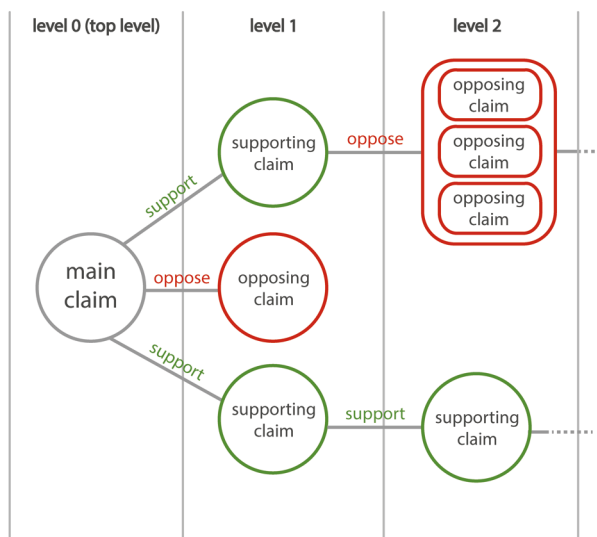 level 0 (top level)
level 1
level 2
main
claim
support
oppose
support
supporting
claim
opposing
claim
supporting
claim
oppose
support
opposing
claim
opposing
claim
opposing
claim
supporting
claim